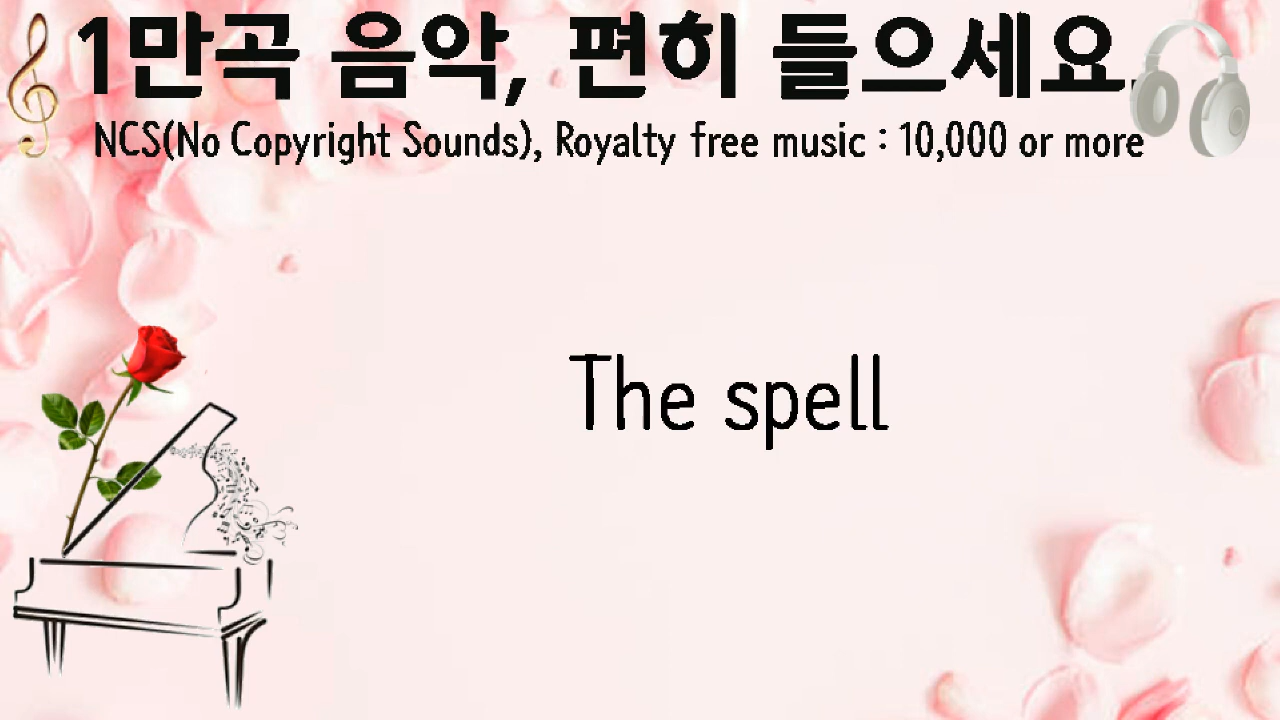 1만곡 음악, 편히 들으세요.
NCS(No Copyright Sounds), Royalty free music : 10,000 or more
The spell